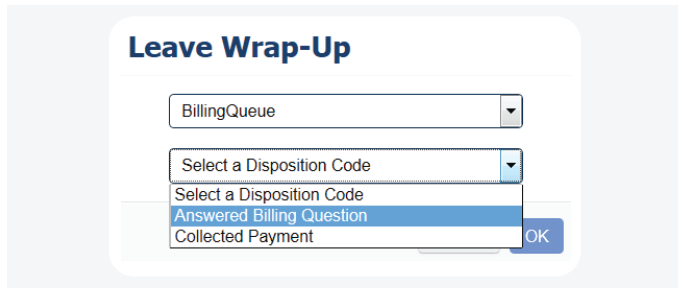 Leave Wrap-Up
BillingQueue
Select a Disposition Code
Select a Disposition Code
Answered Billing Question
Collected Payment
OK